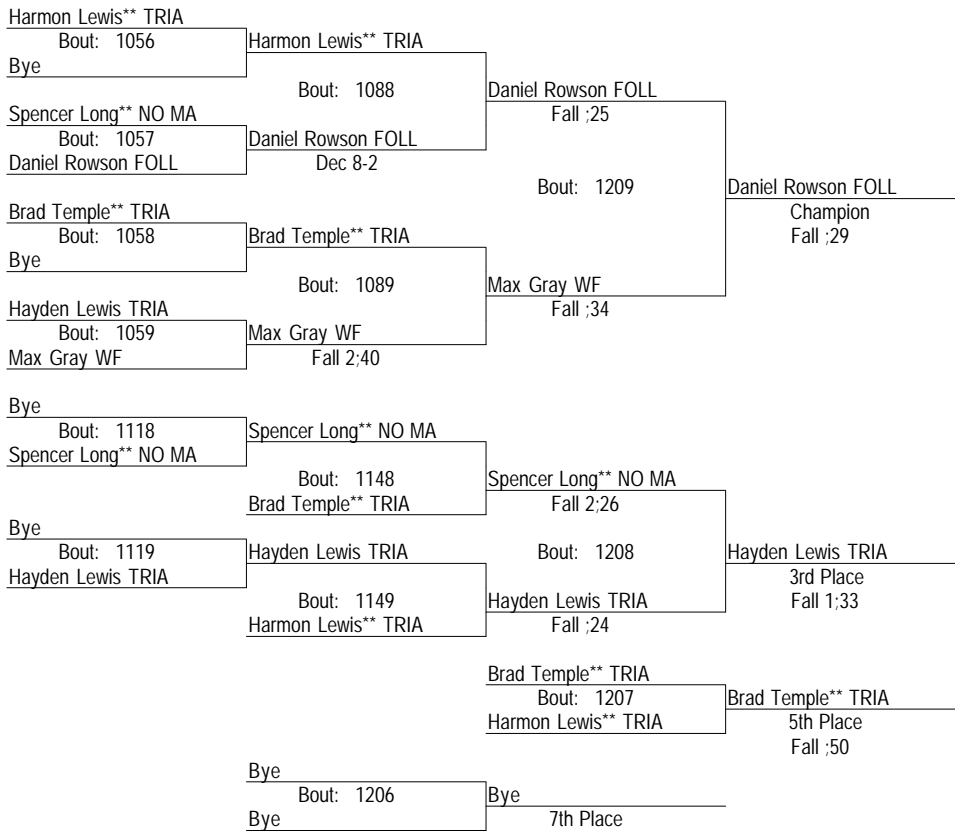 Harmon Lewis** TRIA
Bout: 1056
Harmon Lewis** TRIA
Bye
Bout: 1088
Daniel Rowson FOLL
Spencer Long** NO MA
Fall ;25
Bout: 1057
Daniel Rowson FOLL
Daniel Rowson FOLL
Dec 8-2
Bout: 1209
Daniel Rowson FOLL
Brad Temple** TRIA
Champion
Bout: 1058
Brad Temple** TRIA
Fall ;29
Bye
Bout: 1089
Max Gray WF
Hayden Lewis TRIA
Fall ;34
Bout: 1059
Max Gray WF
Max Gray WF
Fall 2;40
Bye
Bout: 1118
Spencer Long** NO MA
Spencer Long** NO MA
Bout: 1148
Spencer Long** NO MA
Brad Temple** TRIA
Fall 2;26
Bye
Bout: 1119
Hayden Lewis TRIA
Bout: 1208
Hayden Lewis TRIA
Hayden Lewis TRIA
3rd Place
Bout: 1149
Hayden Lewis TRIA
Fall 1;33
Harmon Lewis** TRIA
Fall ;24
Brad Temple** TRIA
Bout: 1207
Brad Temple** TRIA
Harmon Lewis** TRIA
5th Place
Fall ;50
Bye
Bout: 1206
Bye
Bye
7th Place